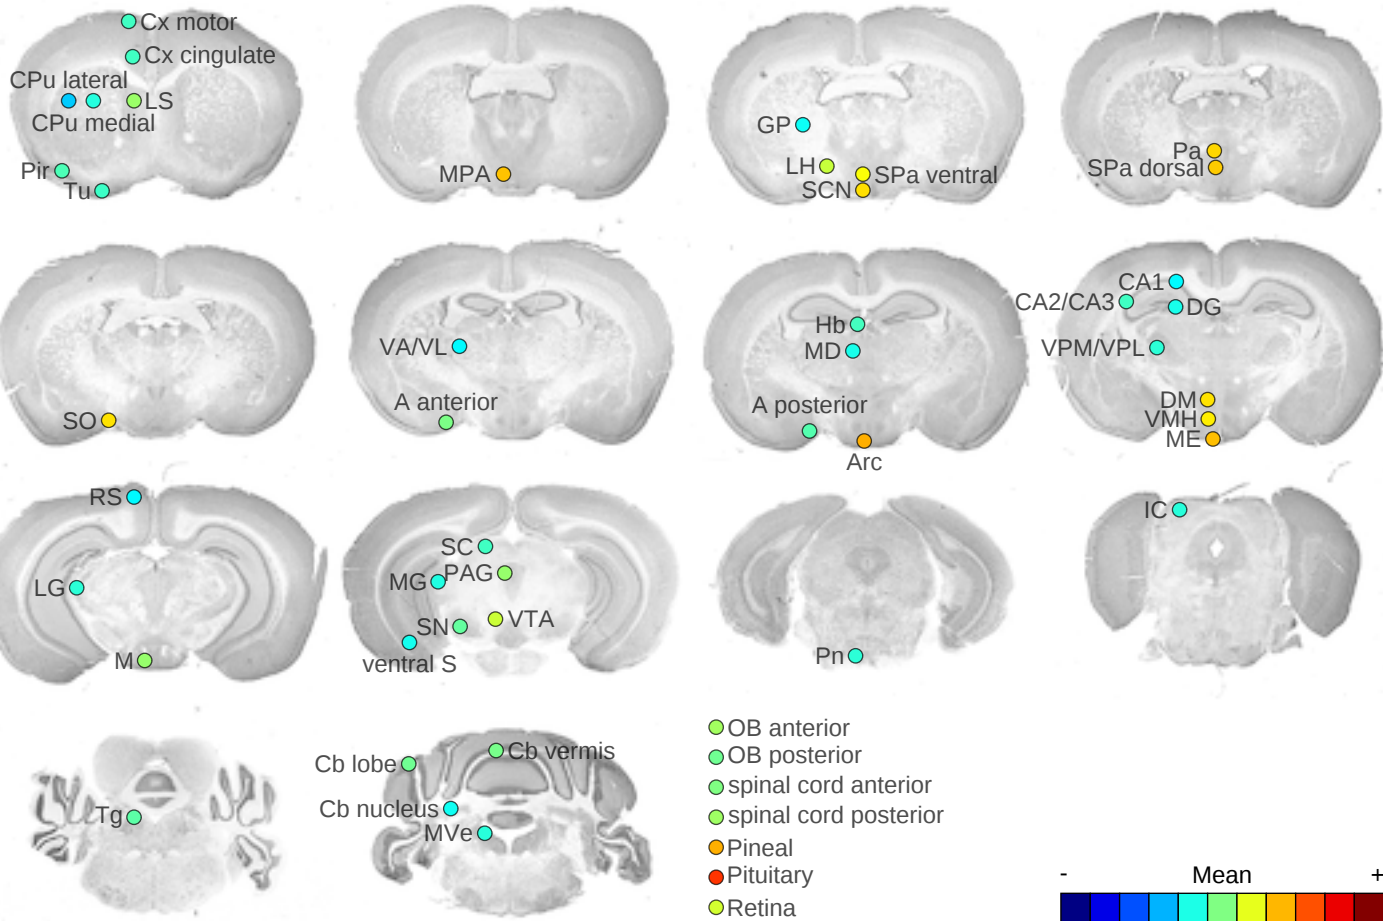 Cx motor
Cx cingulate
CPu lateral
LS
CPu medial
Pir
Tu
MPA
GP
LH
SPa ventral
SCN
Pa
SPa dorsal
SO
VA/VL
A anterior
Hb
MD
A posterior
Arc
CA1
CA2/CA3
DG
VPM/VPL
DM
VMH
ME
RS
LG
M
SC
MG
PAG
SN
VTA
ventral S
Pn
IC
Tg
Cb lobe
Cb vermis
Cb nucleus
MVe
OB anterior
OB posterior
spinal cord anterior
spinal cord posterior
Pineal
Pituitary
Retina
- Mean +